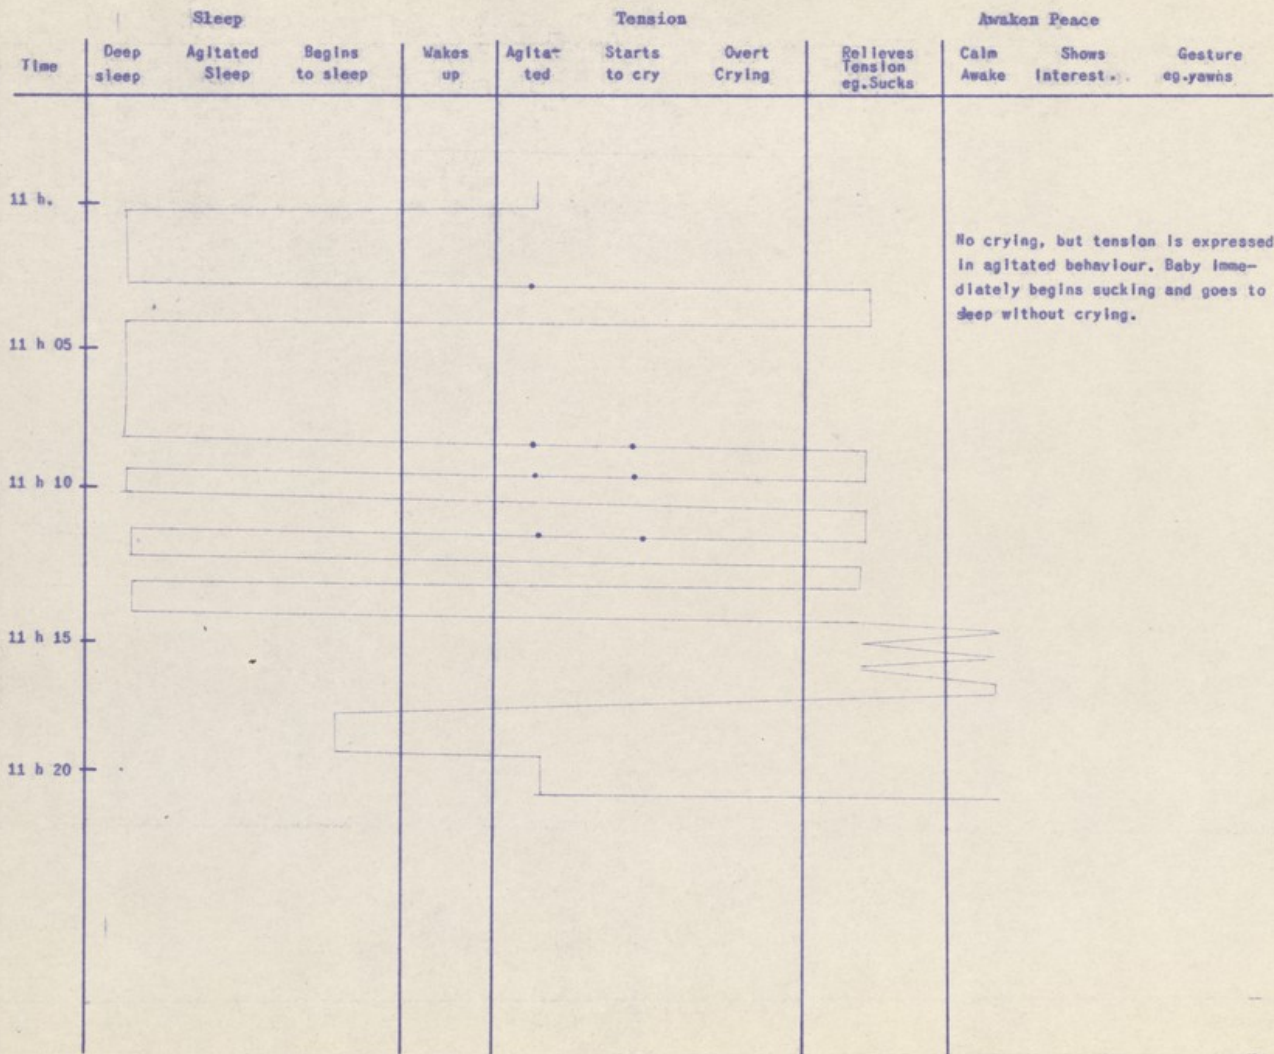 Sleep Tension Awaken Peace
Time Deep sleep Agitated Sleep Begins to sleep Wakes up Agita- ted Starts to cry Overt Crying Relieves Tension eg.Sucks Calm Awake Shows Interest. Gesture eg.yawns
11 h.
No crying, but tension is expressed
in agitated behaviour. Baby imme-
diately begins sucking and goes to
sleep without crying.
11 h 05
11 h 10
11 h 15
11 h 20